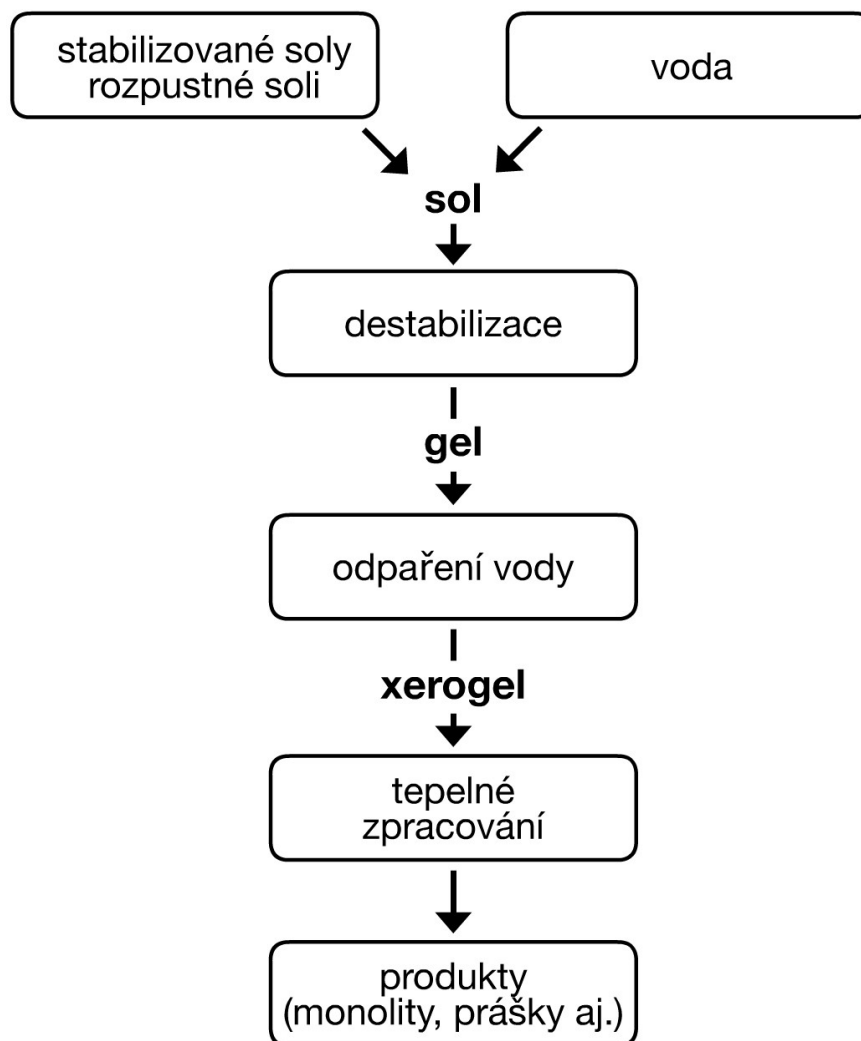 stabilizované soly
rozpustné soli
voda
sol
destabilizace
gel
odpaření vody
xerogel
tepelné
zpracování
produkty
(monolity, prášky aj.)